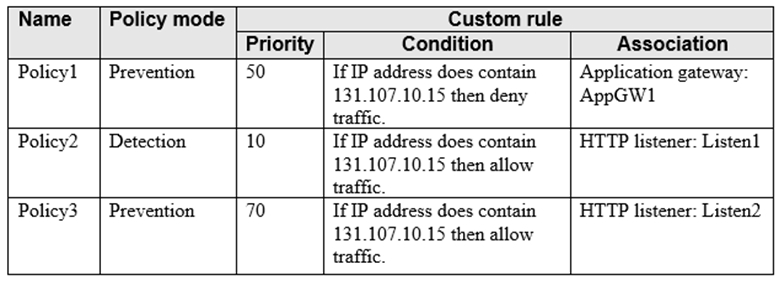 Name Policy mode Custom rule
Priority Condition Association
Policy1 Prevention 50 If IP address does contain Application gateway:
131.107.10.15 then deny AppGW1
traffic.
Policy2 Detection 10 If IP address does contain HTTP listener: Listen1
131.107.10.15 then allow
traffic.
Policy3 Prevention 70 If IP address does contain HTTP listener: Listen2
131.107.10.15 then allow
traffic.